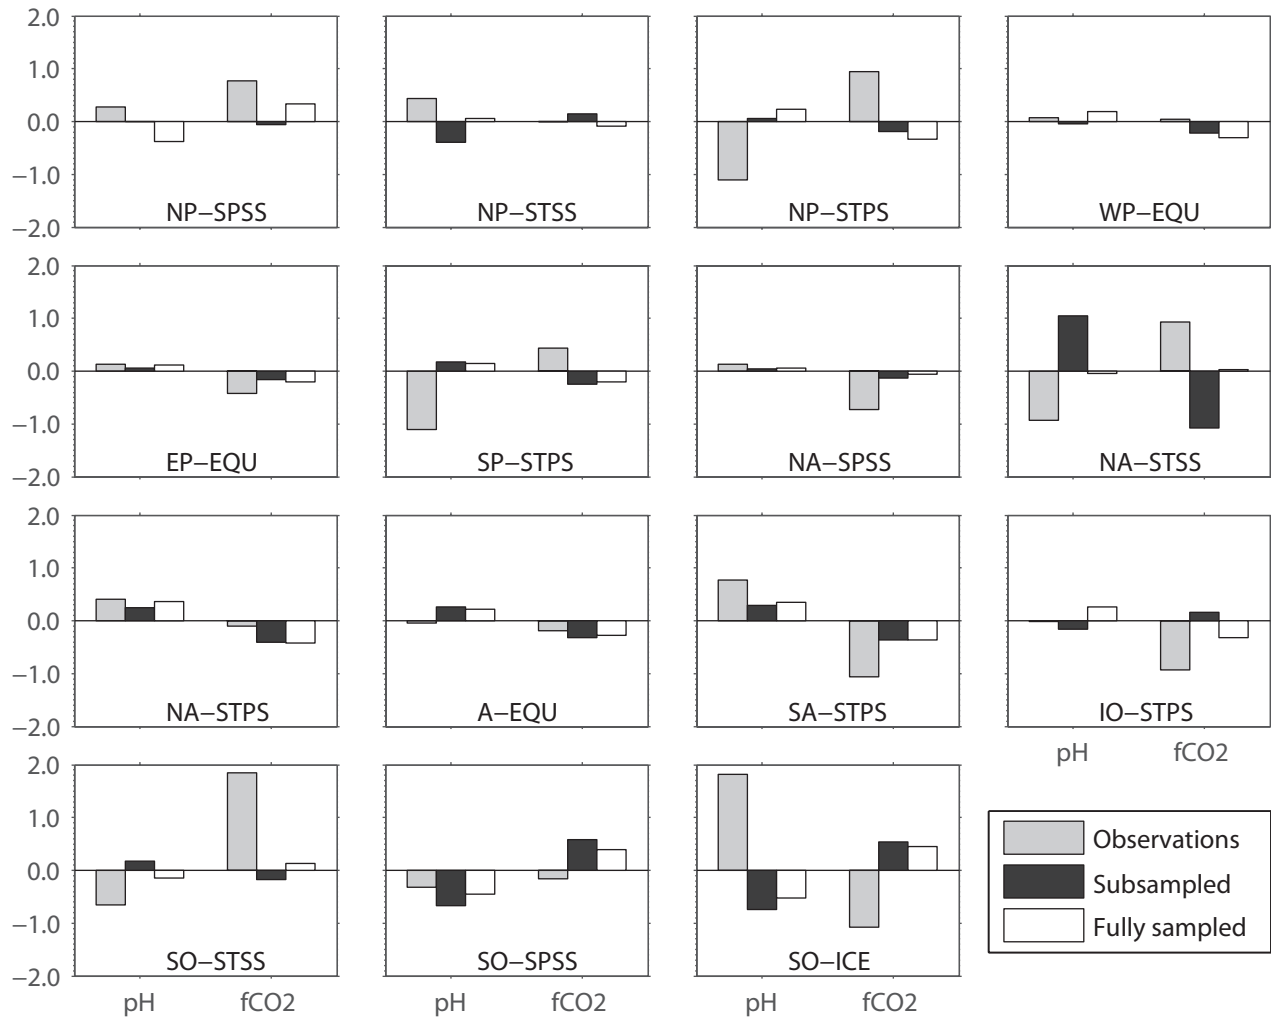 2.0
1.0
0.0
−1.0
−2.0
NP−SPSS
NP−STSS
NP−STPS
WP−EQU
2.0
1.0
0.0
−1.0
−2.0
EP−EQU
SP−STPS
NA−SPSS
NA−STSS
2.0
1.0
0.0
−1.0
−2.0
NA−STPS
A−EQU
SA−STPS
IO−STPS
pH fCO2
2.0
1.0
0.0
−1.0
−2.0
SO−STSS
SO−SPSS
SO−ICE
pH fCO2
pH fCO2
pH fCO2
Observations
Subsampled
Fully sampled